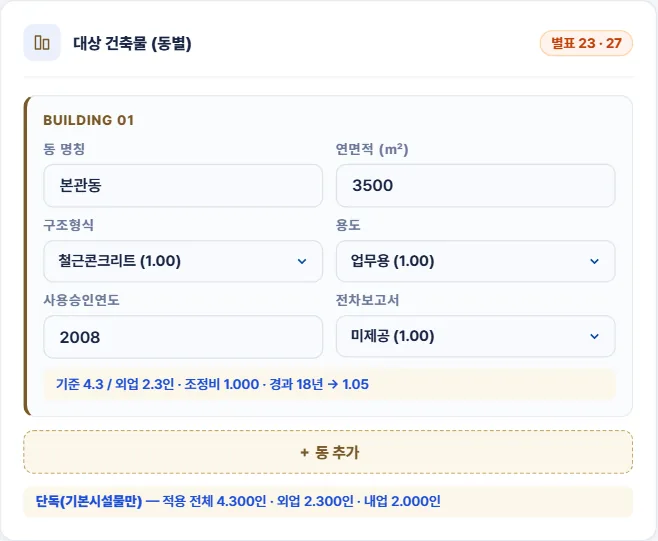 대상 건축물 (동별)
별표 23 · 27
BUILDING 01
동 명칭
연면적 (m²)
본관동
3500
구조형식
용도
철근콘크리트 (1.00)
업무용 (1.00)
사용승인연도
전차보고서
2008
미제공 (1.00)
기준 4.3 / 외업 2.3인 · 조정비 1.000 · 경과 18년 → 1.05
+ 동 추가
단독(기본시설물만) — 적용 전체 4.300인 · 외업 2.300인 · 내업 2.000인